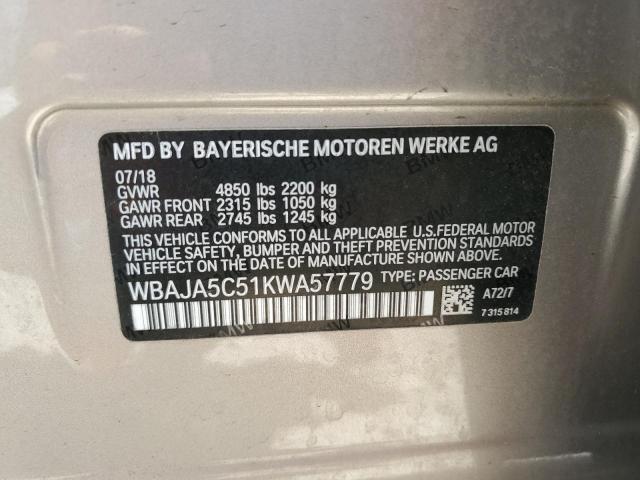 MFD BY BAYERISCHE MOTOREN WERKE AG
07/18
GVWR 4850 lbs 2200 kg
GAWR FRONT 2315 lbs 1050 kg
GAWR REAR 2745 lbs 1245 kg
THIS VEHICLE CONFORMS TO ALL APPLICABLE U.S.FEDERAL MOTOR
VEHICLE SAFETY, BUMPER AND THEFT PREVENTION STANDARDS
IN EFFECT ON THE DATE OF MANUFACTURE SHOWN ABOVE.
WBAJA5C51KWA57779 TYPE: PASSENGER CAR
A72/7
7 315 814